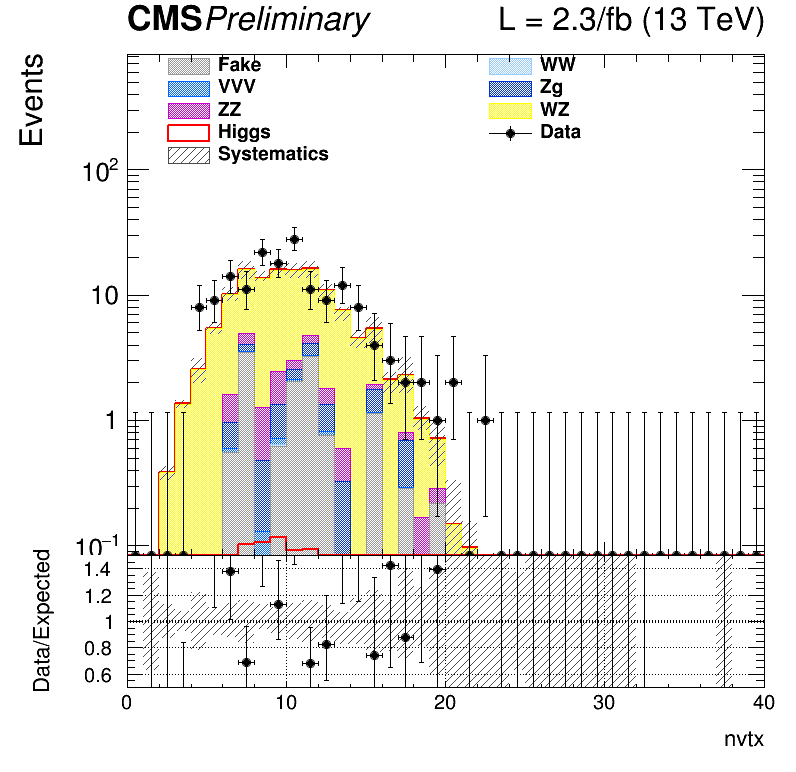 CMS Preliminary L = 2.3/fb (13 TeV)
Events
Fake WW
VVV Zg
ZZ WZ
Higgs Data
Systematics
10²
10
1
10⁻¹
Data/Expected
1.4
1.2
1
0.8
0.6
0 10 20 30 40
nvtx